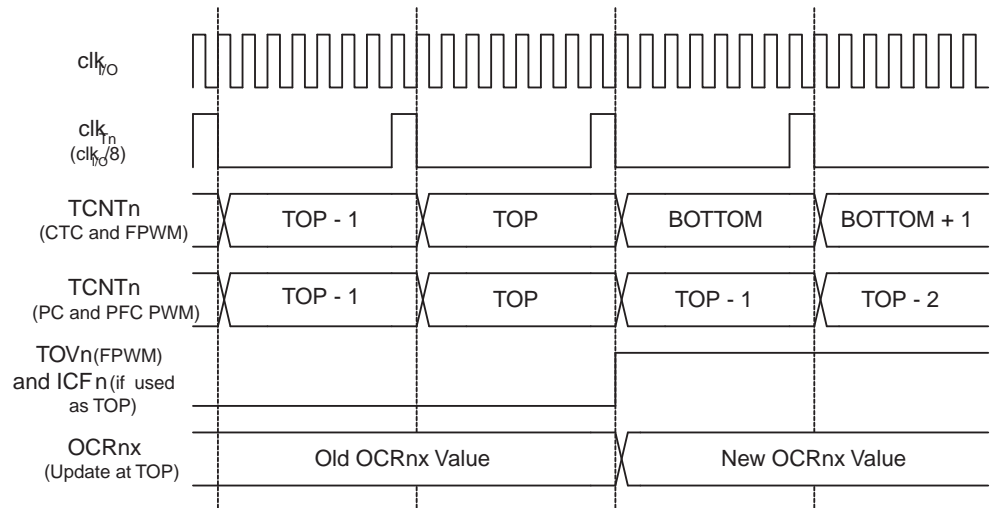 clkI/O
clkTn
(clkI/O/8)
TCNTn
(CTC and FPWM)
TOP - 1 TOP BOTTOM BOTTOM + 1
TCNTn
(PC and PFC PWM)
TOP - 1 TOP TOP - 1 TOP - 2
TOVn(FPWM)
and ICFn(if used
as TOP)
OCRnx
(Update at TOP)
Old OCRnx Value New OCRnx Value